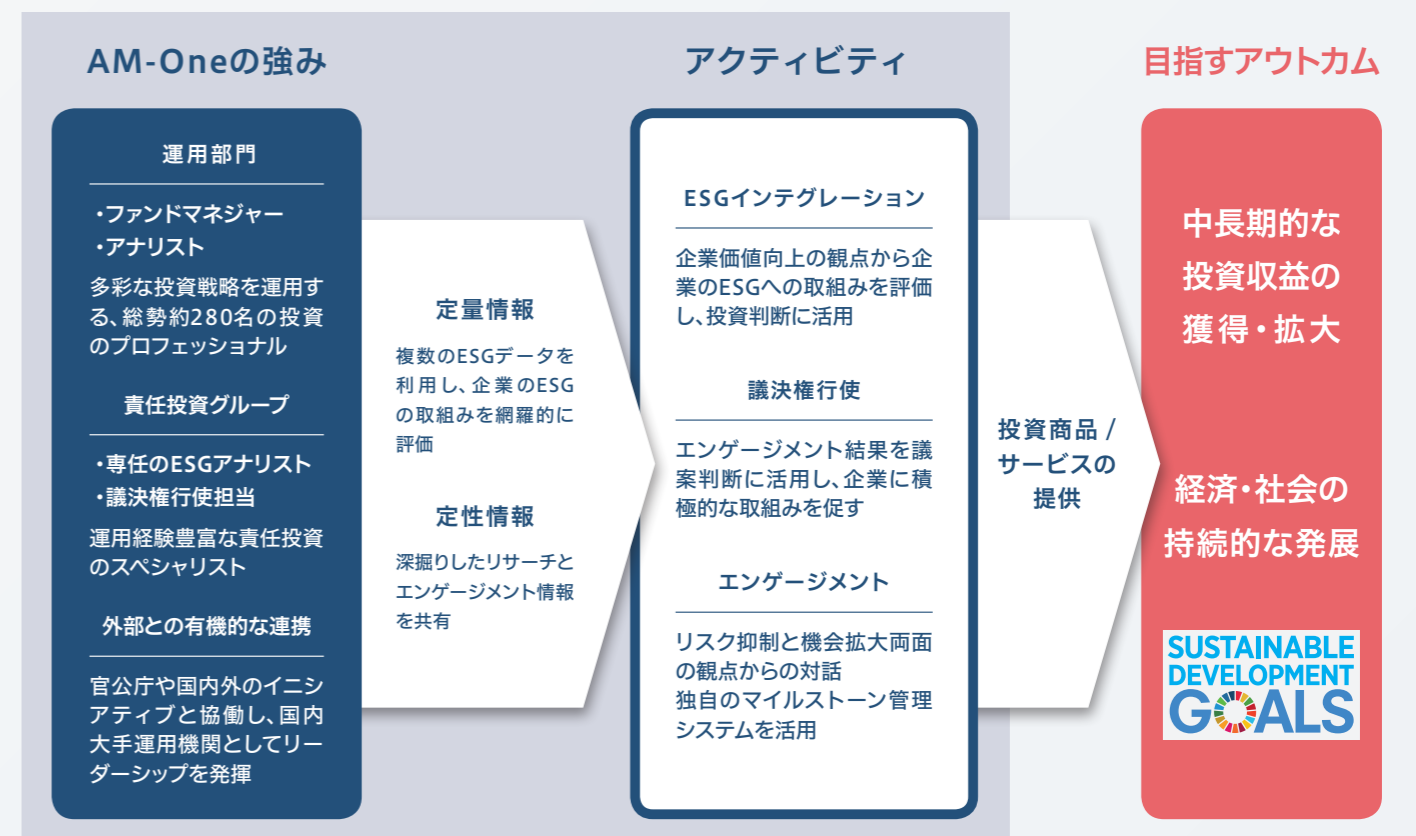 AM-Oneの強み
運用部門
・ファンドマネジャー
・アナリスト
多彩な投資戦略を運用す
る、総勢約280名の投資
のプロフェッショナル
責任投資グループ
・専任のESGアナリスト
・議決権行使担当
運用経験豊富な責任投資
のスペシャリスト
外部との有機的な連携
官公庁や国内外のイニシ
アティブと協働し、国内
大手運用機関としてリー
ダーシップを発揮
定量情報
複数のESGデータを
利用し、企業のESG
の取組みを網羅的に
評価
定性情報
深掘りしたリサーチと
エンゲージメント情報
を共有
アクティビティ
ESGインテグレーション
企業価値向上の観点から企
業のESGへの取組みを評価
し、投資判断に活用
議決権行使
エンゲージメント結果を議
案判断に活用し、企業に積
極的な取組みを促す
エンゲージメント
リスク抑制と機会拡大両面
の観点からの対話
独自のマイルストーン管理
システムを活用
投資商品 /
サービスの
提供
目指すアウトカム
中長期的な
投資収益の
獲得・拡大
経済・社会の
持続的な発展
SUSTAINABLE
DEVELOPMENT
GOALS